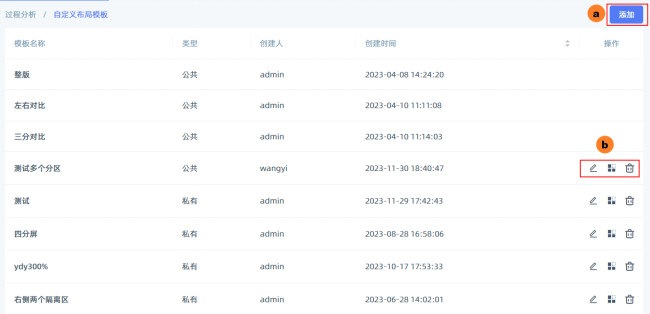 过程分析 / 自定义布局模板 a 添加
模板名称 类型 创建人 创建时间 操作
整版 公共 admin 2023-04-08 14:24:20
左右对比 公共 admin 2023-04-10 11:11:08
三分对比 公共 admin 2023-04-10 11:14:03
b
测试多个分区 公共 wangyi 2023-11-30 18:40:47
测试 私有 admin 2023-11-29 17:42:43
四分屏 私有 admin 2023-08-28 16:58:06
ydy300% 私有 admin 2023-10-17 17:53:33
右侧两个隔离区 私有 admin 2023-06-28 14:02:01